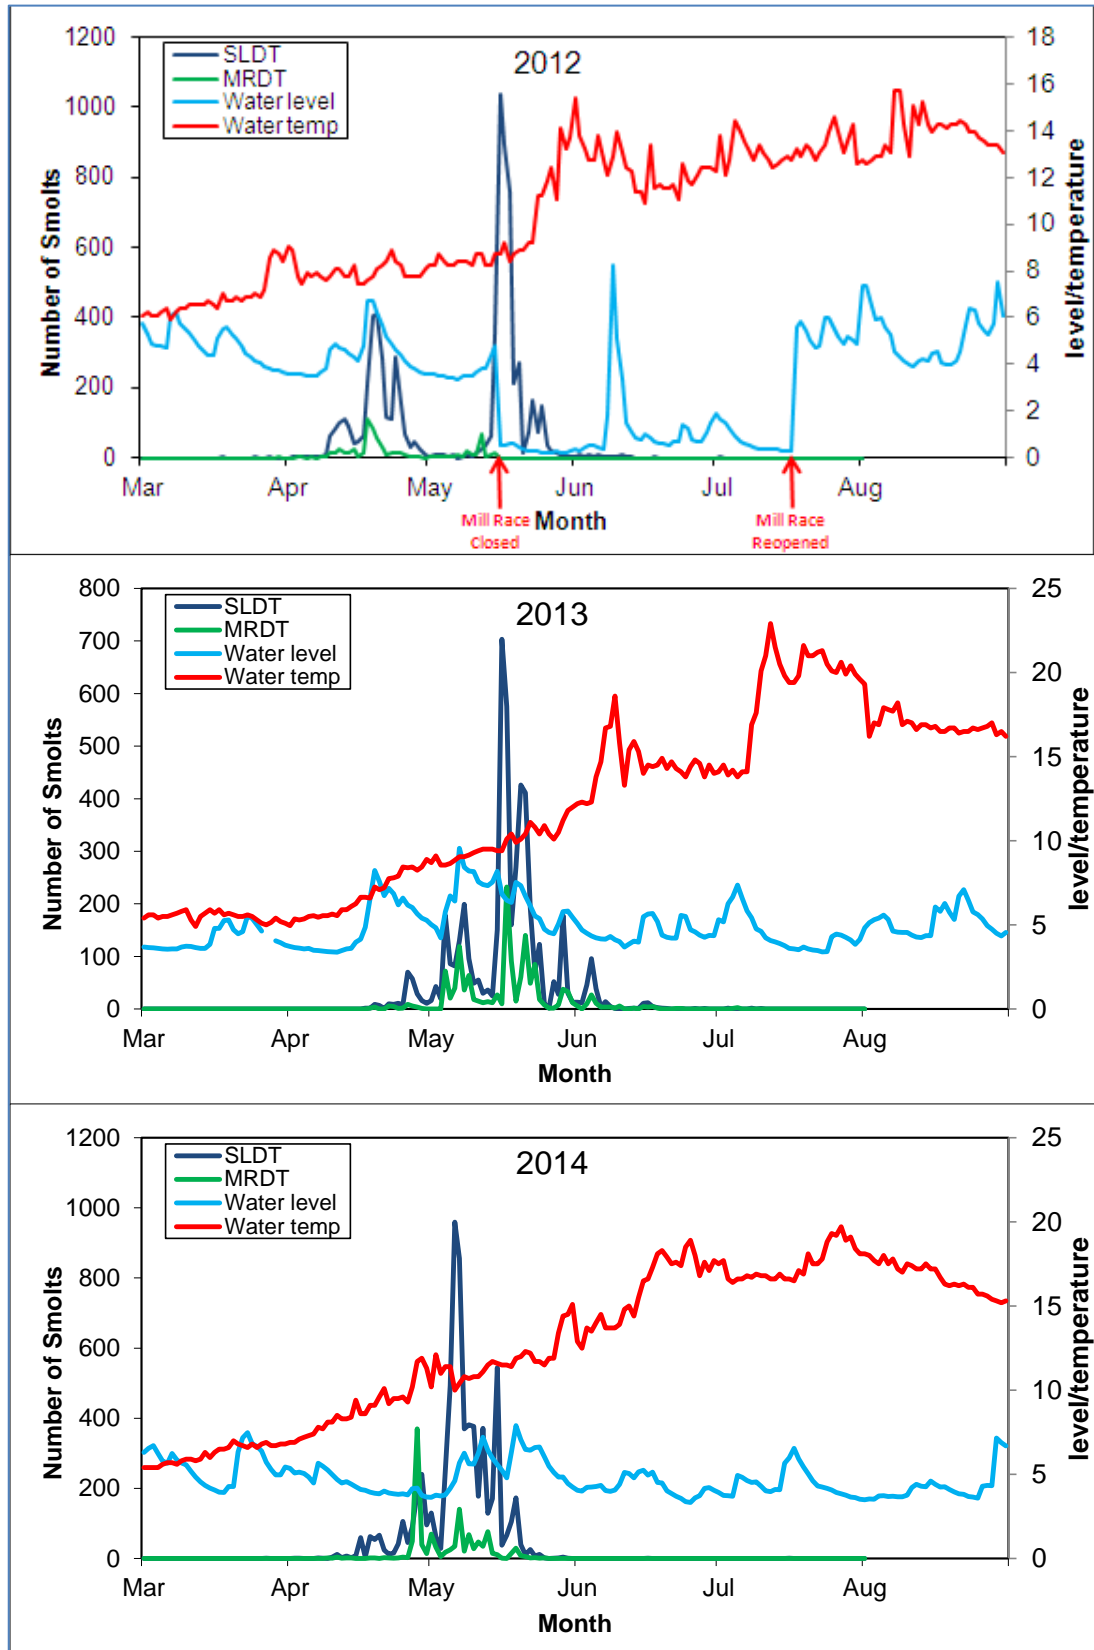 2012
SLDT
MRDT
Water level
Water temp
Number of Smolts
level/temperature
1200
1000
800
600
400
200
0
18
16
14
12
10
8
6
4
2
0
Mar Apr May Jun Jul Aug
Mill Race
Closed
Month
Mill Race
Reopened
2013
SLDT
MRDT
Water level
Water temp
Number of Smolts
level/temperature
800
700
600
500
400
300
200
100
0
25
20
15
10
5
0
Mar Apr May Jun Jul Aug
Month
2014
SLDT
MRDT
Water level
Water temp
Number of Smolts
level/temperature
1200
1000
800
600
400
200
0
25
20
15
10
5
0
Mar Apr May Jun Jul Aug
Month